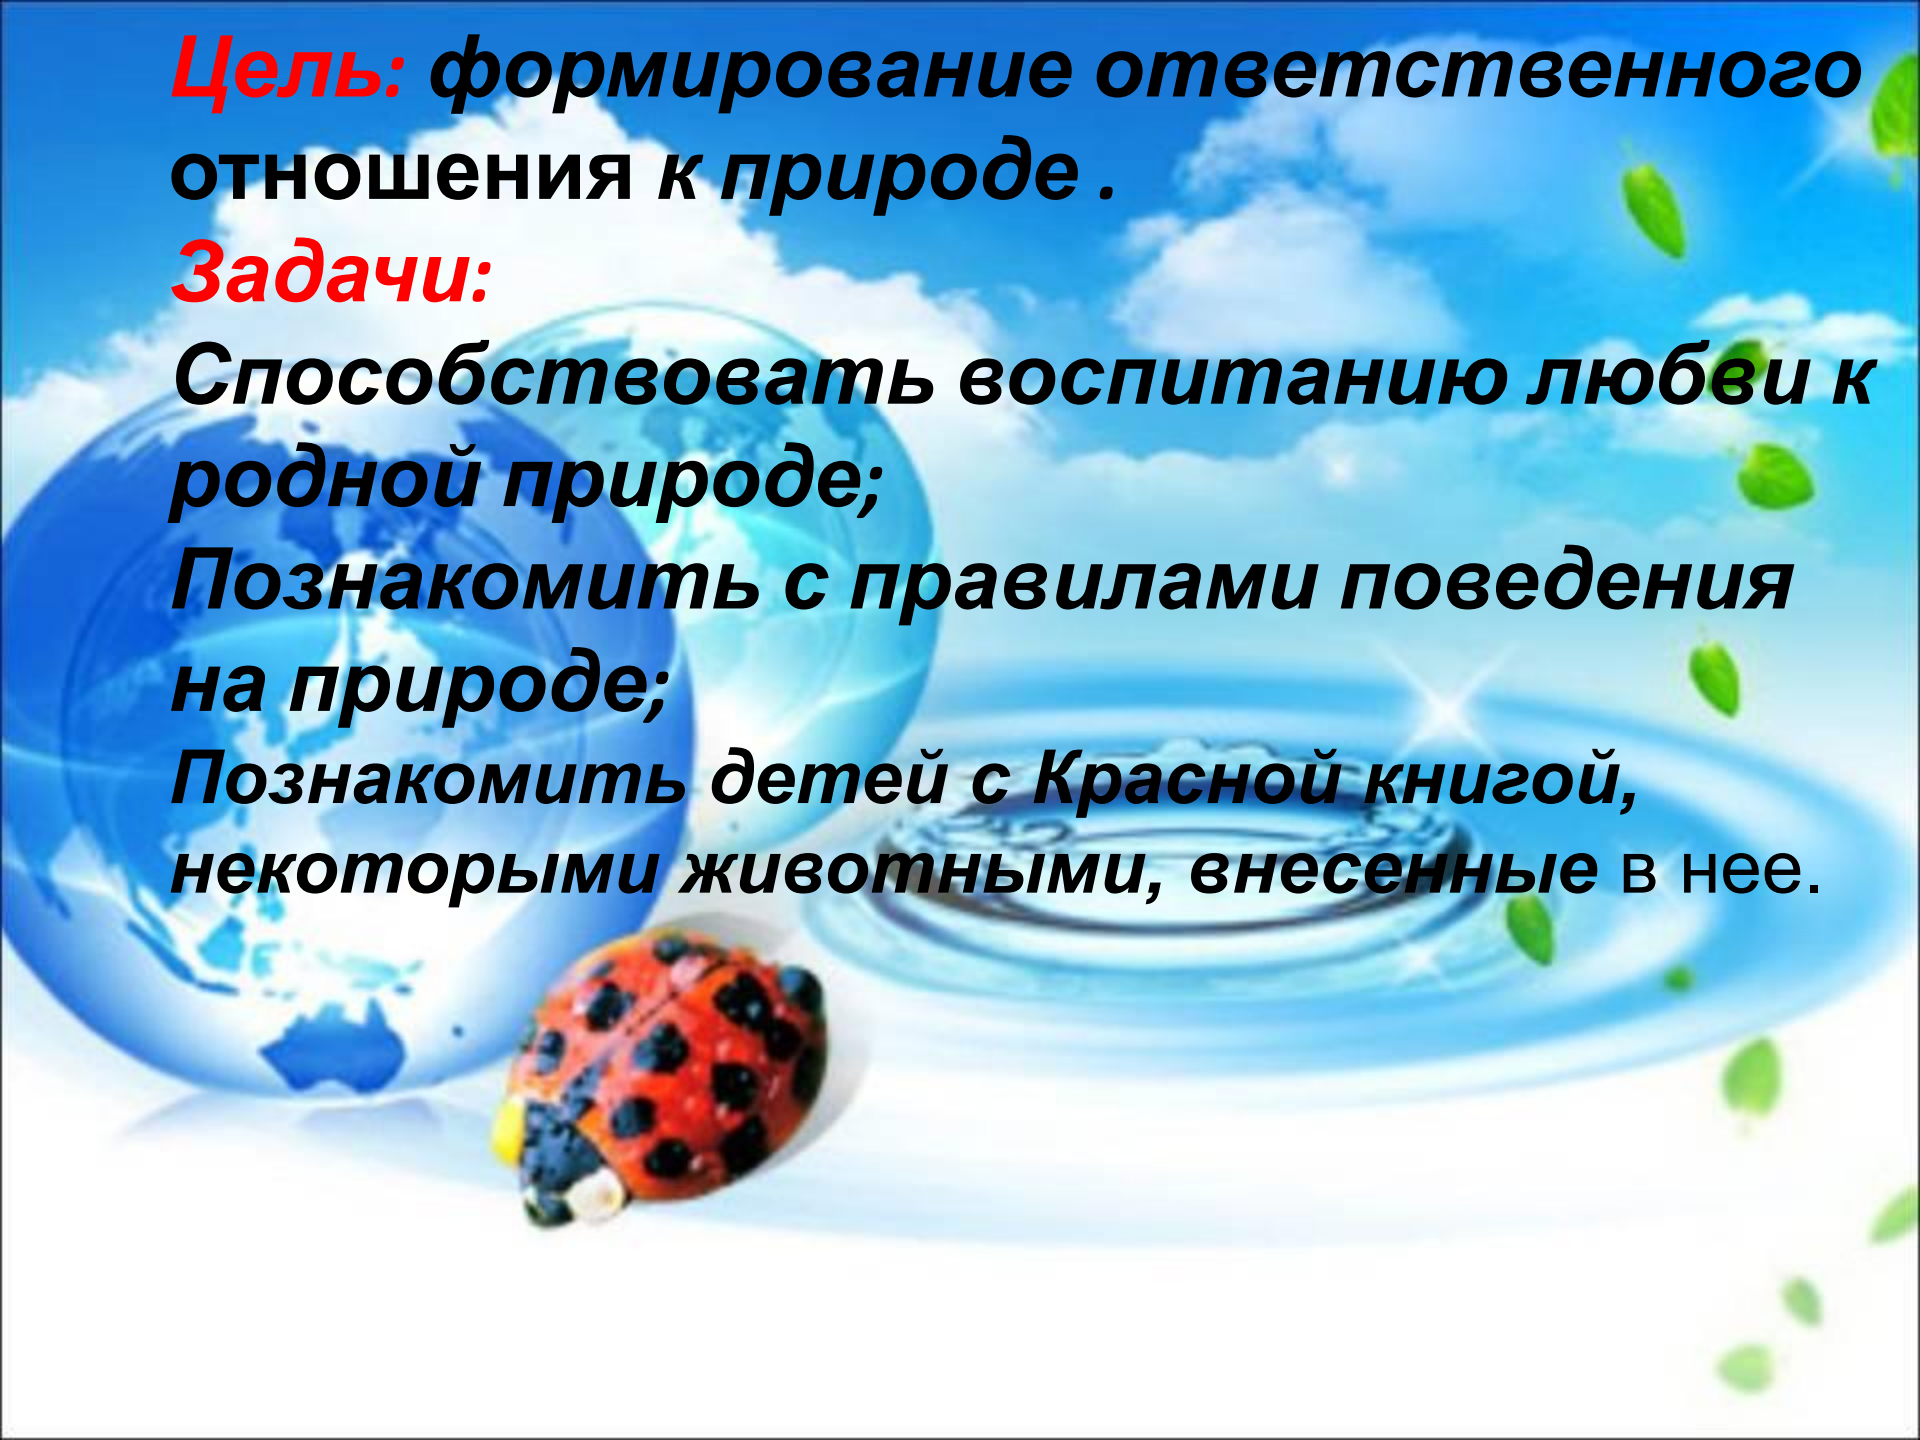 Цель: формирование ответственного
отношения к природе .
Задачи:
Способствовать воспитанию любви к
родной природе;
Познакомить с правилами поведения
на природе;
Познакомить детей с Красной книгой,
некоторыми животными, внесенные в нее.